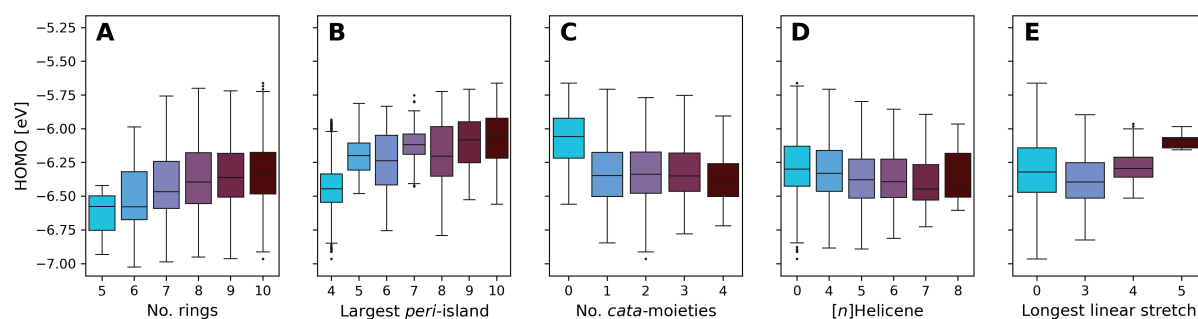 A B C D E
HOMO [eV]
−5.25
−5.50
−5.75
−6.00
−6.25
−6.50
−6.75
−7.00
5 6 7 8 9 10
No. rings
4 5 6 7 8 9 10
Largest peri-island
0 1 2 3 4
No. cata-moieties
0 4 5 6 7 8
[n]Helicene
0 3 4 5
Longest linear stretch